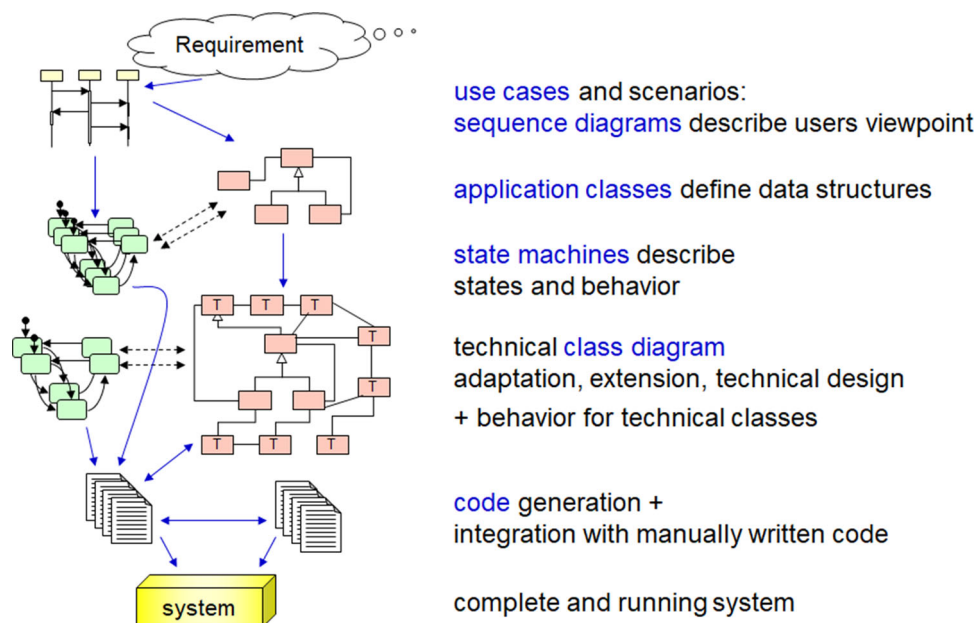 Requirement
use cases and scenarios:
sequence diagrams describe users viewpoint
application classes define data structures
state machines describe
states and behavior
T T T
T
technical class diagram
adaptation, extension, technical design
T
+ behavior for technical classes
T T T
code generation +
integration with manually written code
system
complete and running system